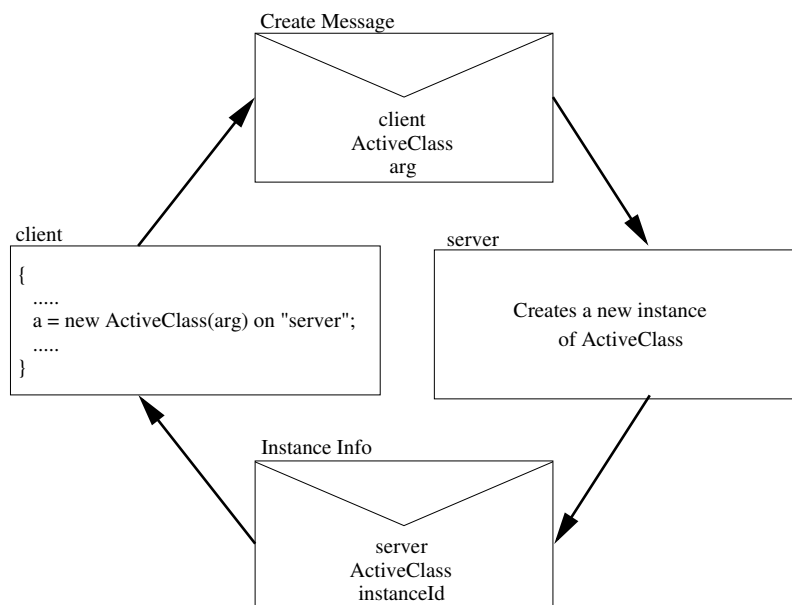 Create Message
client
ActiveClass
arg
client
{
.....
a = new ActiveClass(arg) on "server";
.....
}
server
Creates a new instance
of ActiveClass
Instance Info
server
ActiveClass
instanceId